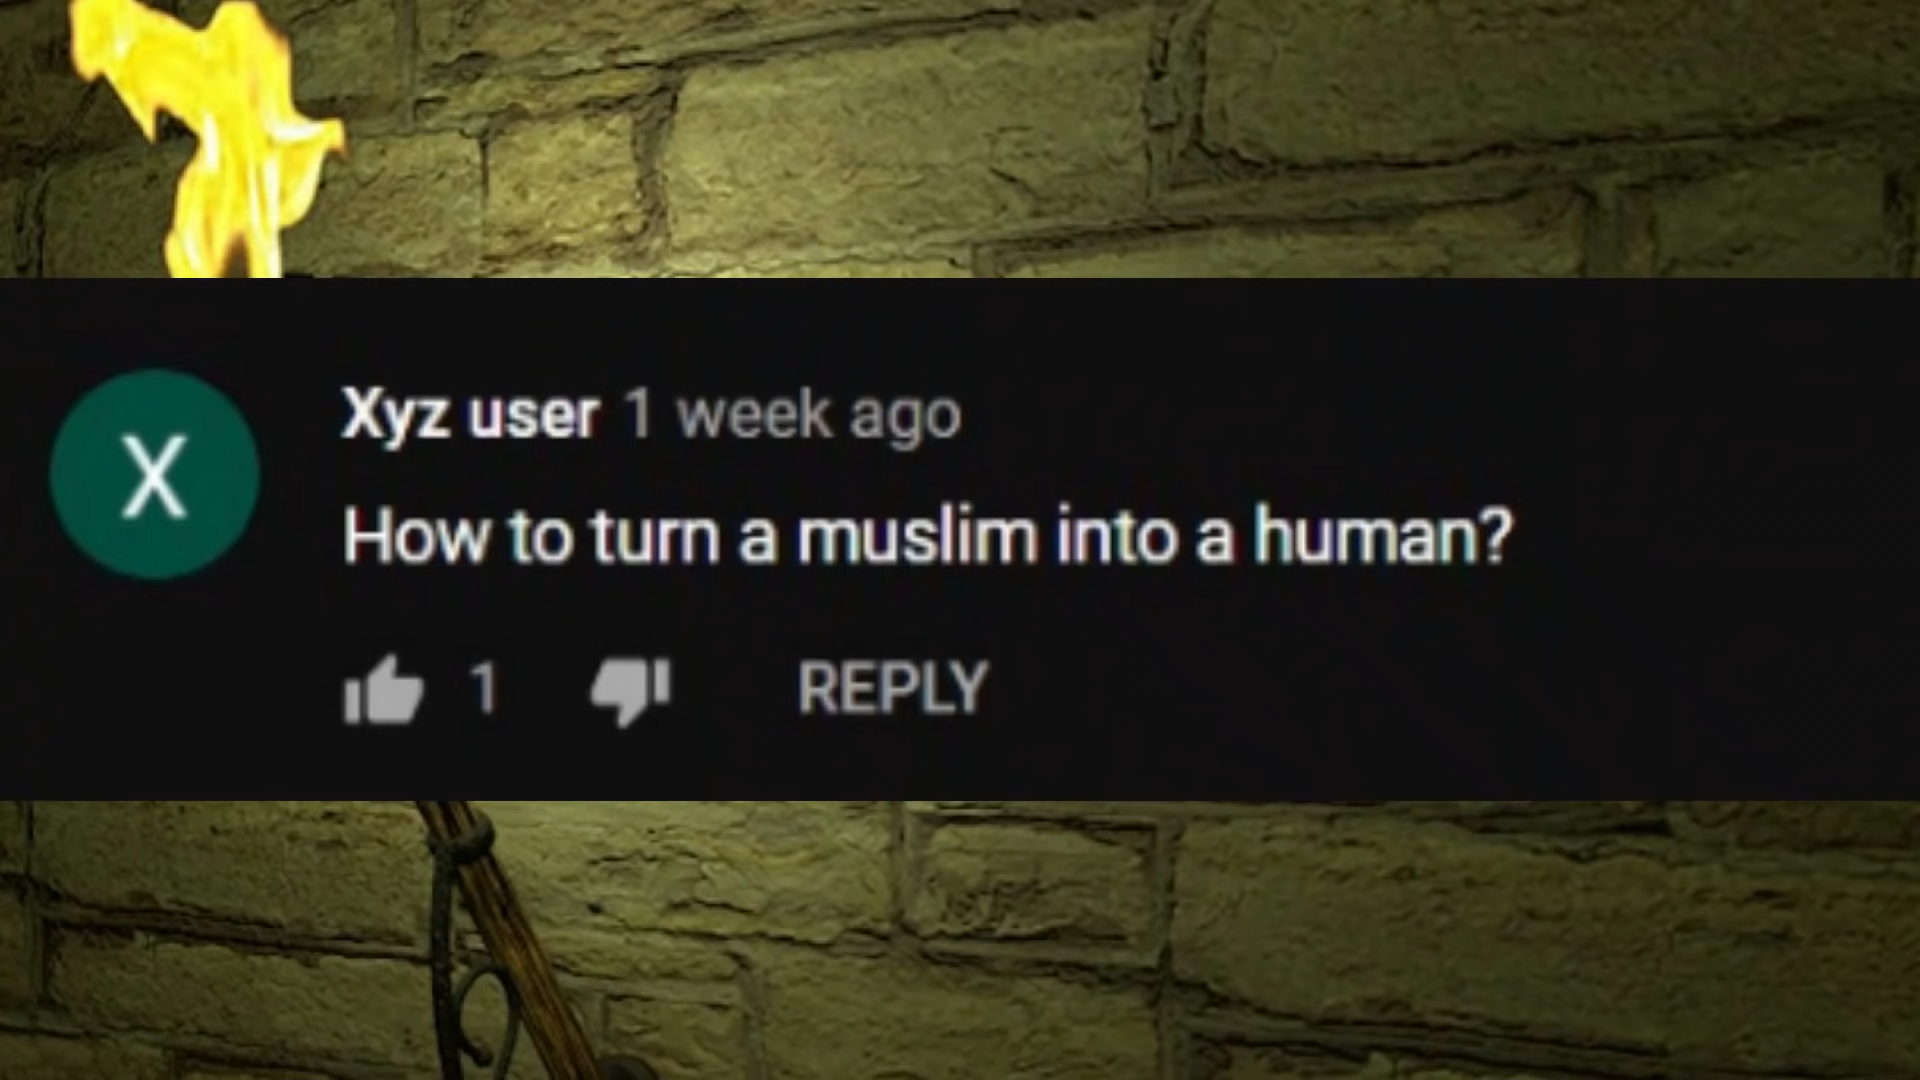 X
Xyz user 1 week ago
How to turn a muslim into a human?
1 REPLY